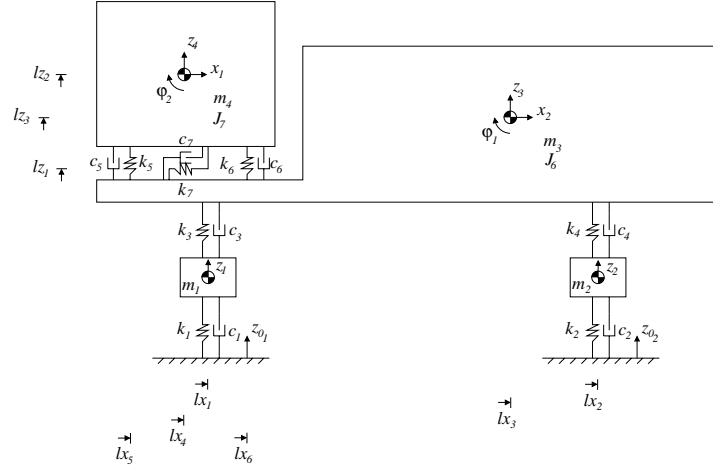 z₄
lz₂
x₁
z₃
φ₂
m₄
lz₃
J₇
x₂
φ₁
m₃
c₇
J₆
c₅
k₅
k₆
c₆
lz₁
k₇
k₃
c₃
k₄
c₄
z₁
z₂
m₁
m₂
k₁
c₁
z₀₁
k₂
c₂
z₀₂
lx₁
lx₃
lx₂
lx₄
lx₅
lx₆